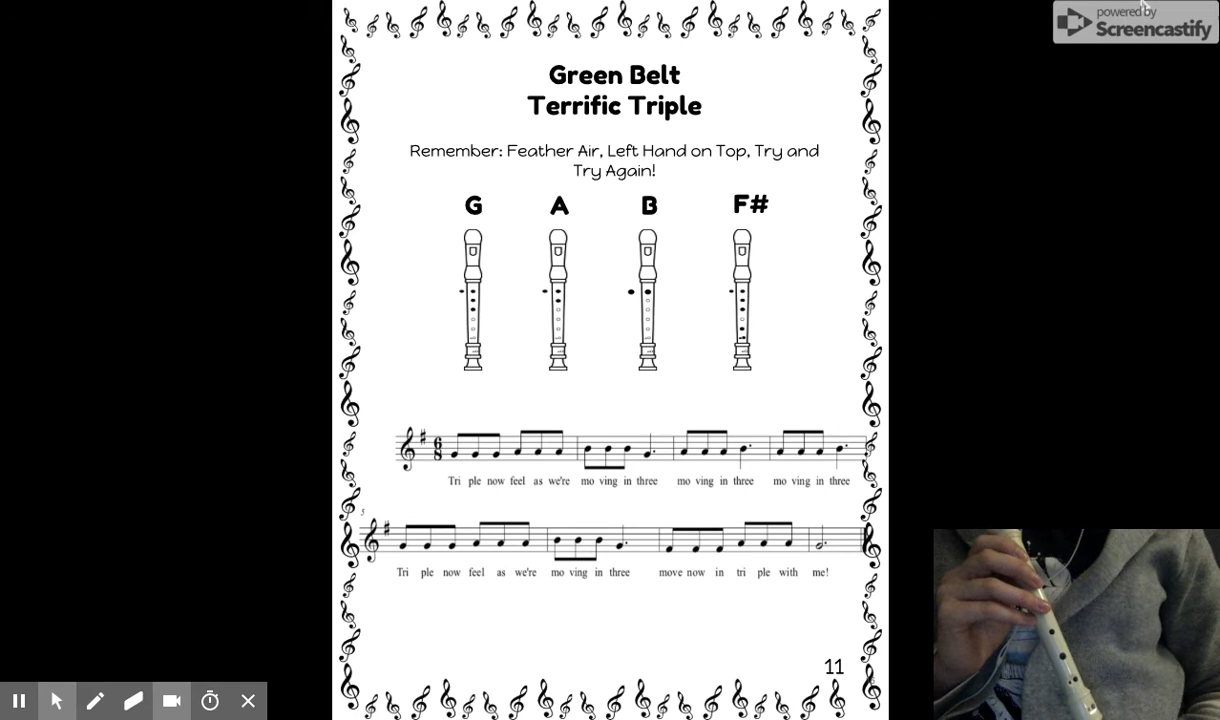 powered by
Screencastify
Green Belt
Terrific Triple
Remember: Feather Air, Left Hand on Top, Try and
Try Again!
G A B F#
6
8
Tri ple now feel as we're mo ving in three mo ving in three mo ving in three
5
Tri ple now feel as we're mo ving in three move now in tri ple with me!
11